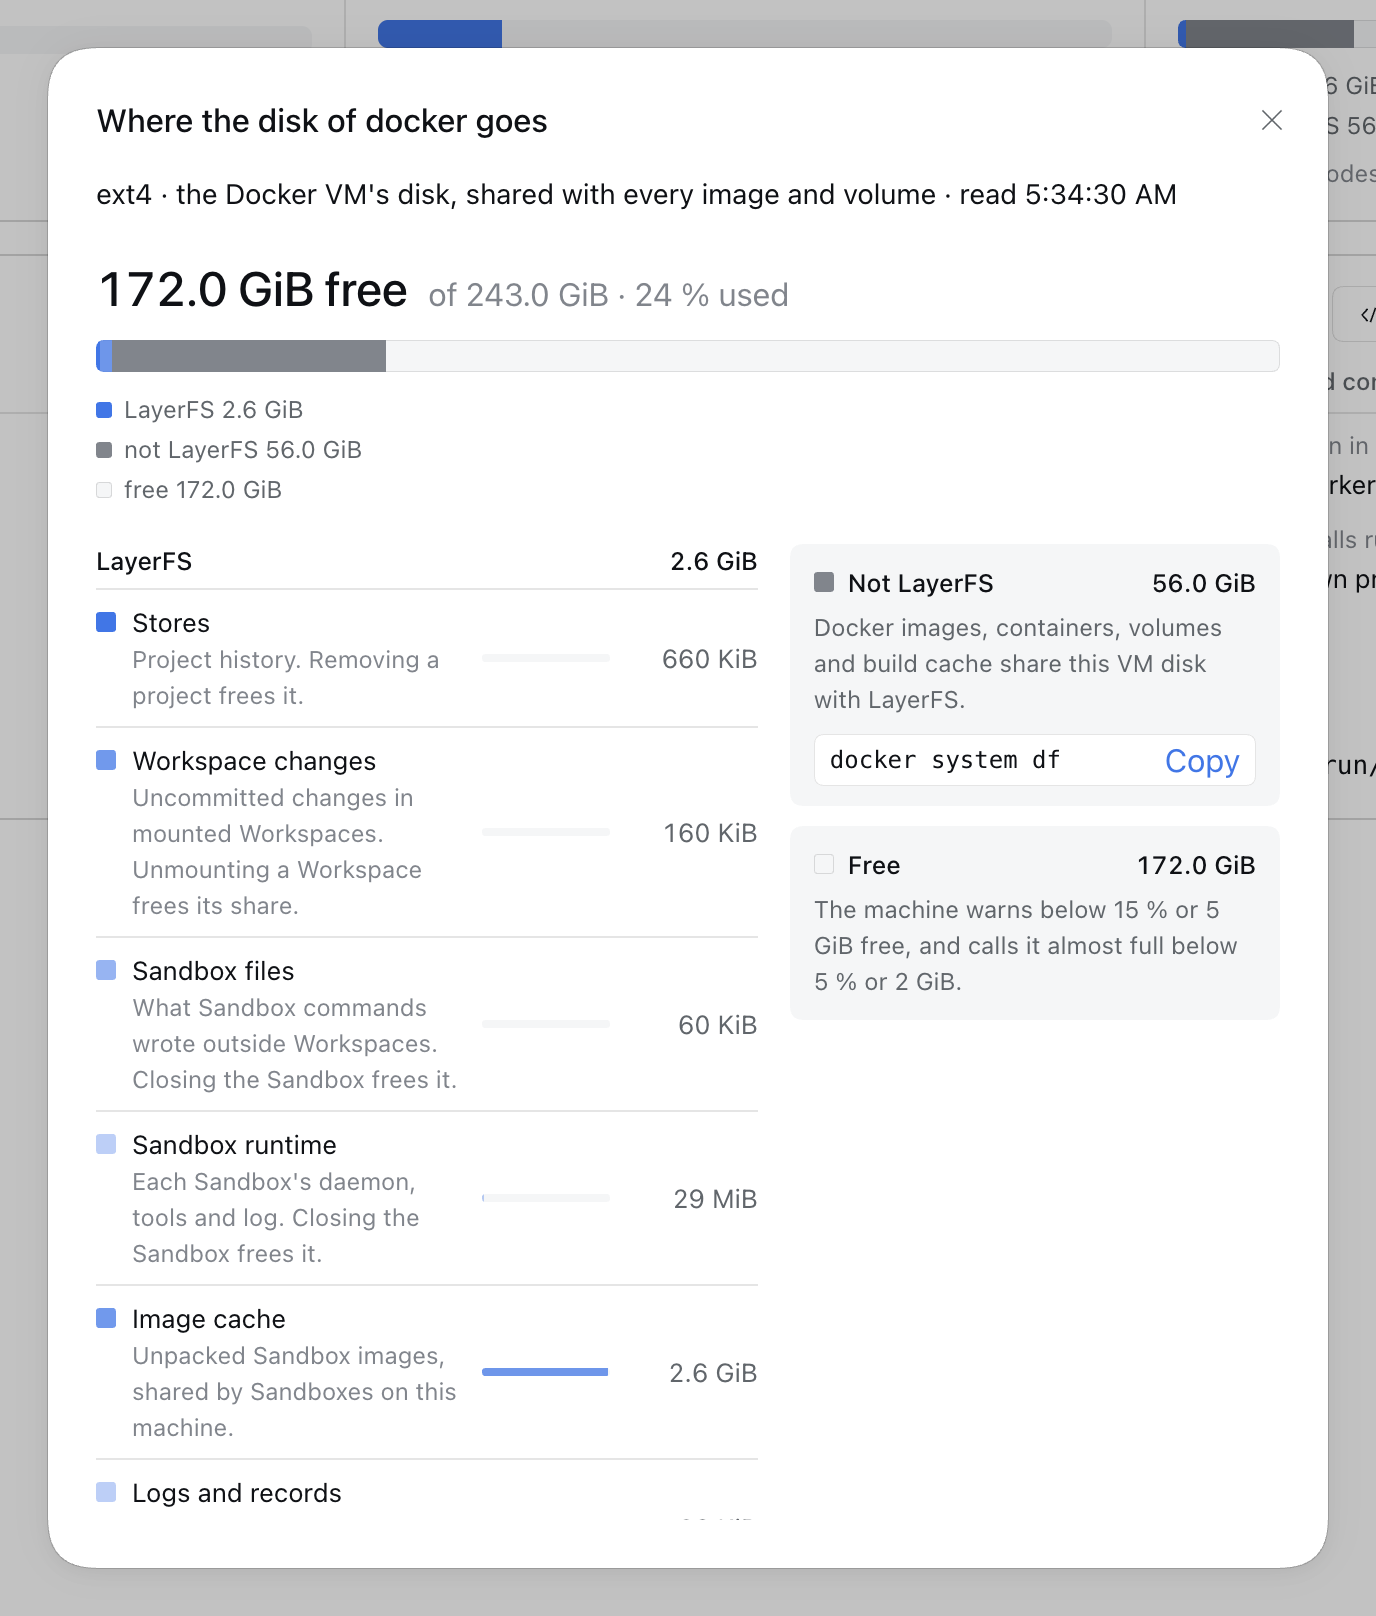 Where the disk of docker goes
ext4 · the Docker VM's disk, shared with every image and volume · read 5:34:30 AM
172.0 GiB free of 243.0 GiB · 24 % used
LayerFS 2.6 GiB
not LayerFS 56.0 GiB
free 172.0 GiB
LayerFS 2.6 GiB
Stores
Project history. Removing a
project frees it.
660 KiB
Workspace changes
Uncommitted changes in
mounted Workspaces.
Unmounting a Workspace
frees its share.
160 KiB
Sandbox files
What Sandbox commands
wrote outside Workspaces.
Closing the Sandbox frees it.
60 KiB
Sandbox runtime
Each Sandbox's daemon,
tools and log. Closing the
Sandbox frees it.
29 MiB
Image cache
Unpacked Sandbox images,
shared by Sandboxes on this
machine.
2.6 GiB
Logs and records
Not LayerFS 56.0 GiB
Docker images, containers, volumes
and build cache share this VM disk
with LayerFS.
docker system df Copy
Free 172.0 GiB
The machine warns below 15 % or 5
GiB free, and calls it almost full below
5 % or 2 GiB.